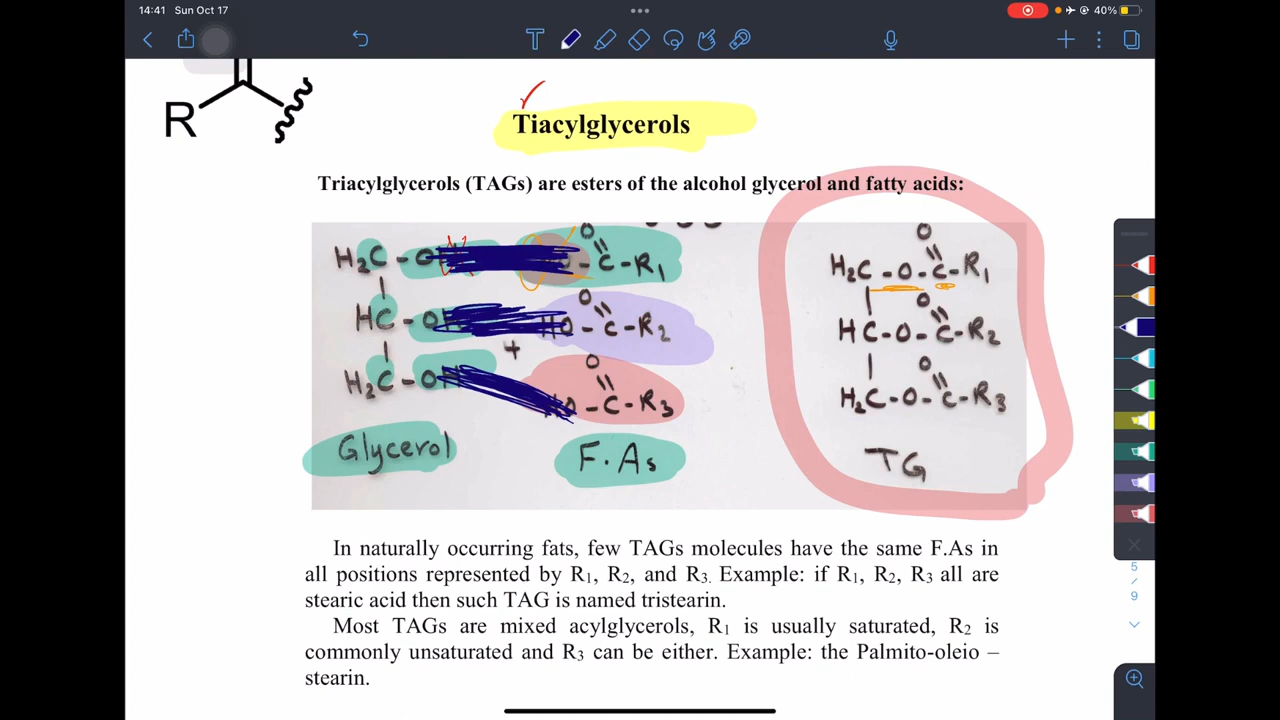 14:41 Sun Oct 17
40%
T
R
Tiacylglycerols
Triacylglycerols (TAGs) are esters of the alcohol glycerol and fatty acids:
O O
H₂C - O - C - R₁ H₂C - O - C - R₁
O O
HC - OH HO - C - R₂ HC - O - C - R₂
+
O O
H₂C - OH HO - C - R₃ H₂C - O - C - R₃
Glycerol F.As TG
In naturally occurring fats, few TAGs molecules have the same F.As in
all positions represented by R₁, R₂, and R₃. Example: if R₁, R₂, R₃ all are
stearic acid then such TAG is named tristearin.
Most TAGs are mixed acylglycerols, R₁ is usually saturated, R₂ is
commonly unsaturated and R₃ can be either. Example: the Palmito-oleio –
stearin.
5
/
9